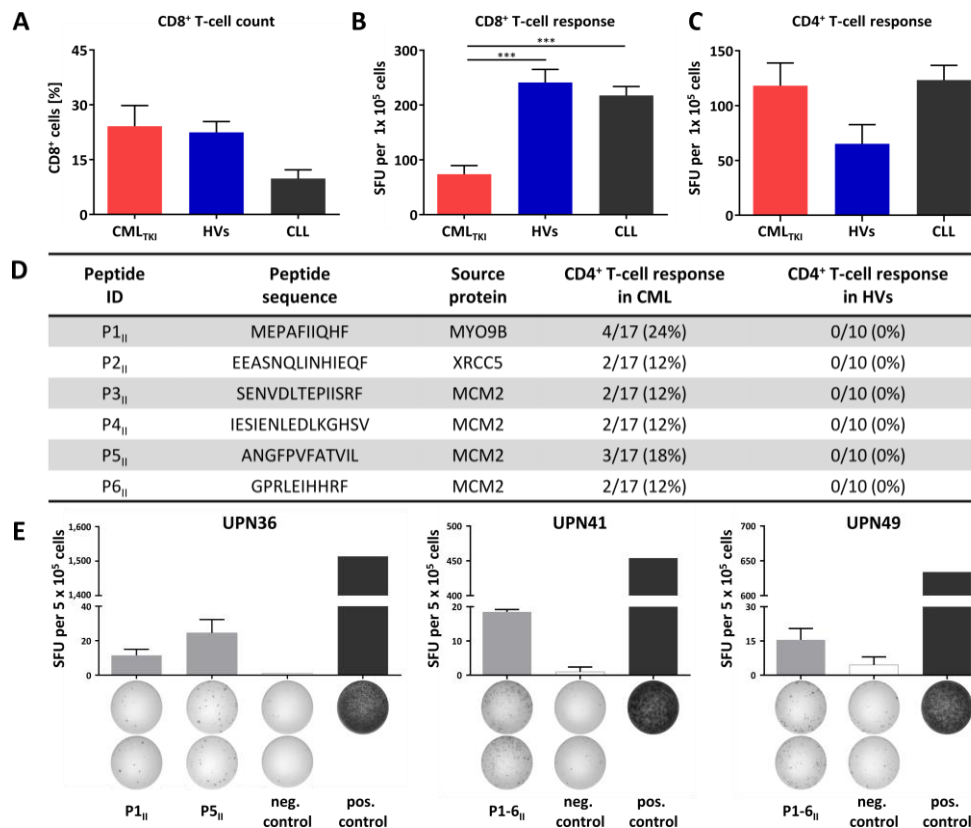 A CD8⁺ T-cell count
CD8⁺ cells [%]
45
30
15
0
CML_TKI HVs CLL
B CD8⁺ T-cell response
SFU per 1x 10⁵ cells
300
200
100
0
*** ***
CML_TKI HVs CLL
C CD4⁺ T-cell response
SFU per 1x 10⁵ cells
150
100
50
0
CML_TKI HVs CLL
D Peptide ID Peptide sequence Source protein CD4⁺ T-cell response in CML CD4⁺ T-cell response in HVs
P1_II MEPAFIIQHF MYO9B 4/17 (24%) 0/10 (0%)
P2_II EEASNQLINHIEQF XRCC5 2/17 (12%) 0/10 (0%)
P3_II SENVDLTEPIISRF MCM2 2/17 (12%) 0/10 (0%)
P4_II IESIENLEDLKGHSV MCM2 2/17 (12%) 0/10 (0%)
P5_II ANGFPVFATVIL MCM2 3/17 (18%) 0/10 (0%)
P6_II GPRLEIHHRF MCM2 2/17 (12%) 0/10 (0%)
E UPN36
SFU per 5 x 10⁵ cells
1,600
1,500
1,400
40
20
0
P1_II P5_II neg. control pos. control
UPN41
SFU per 5 x 10⁵ cells
500
450
400
20
10
0
P1-6_II neg. control pos. control
UPN49
SFU per 5 x 10⁵ cells
700
650
600
30
15
0
P1-6_II neg. control pos. control